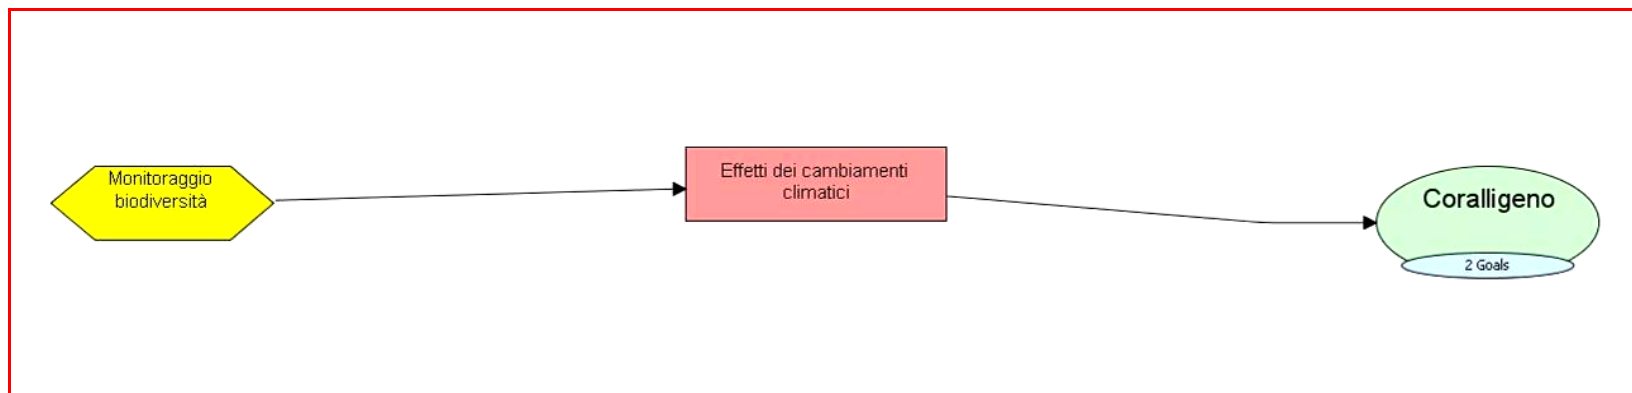 Monitoraggio
biodiversità
Effetti dei cambiamenti
climatici
Coralligeno
2 Goals